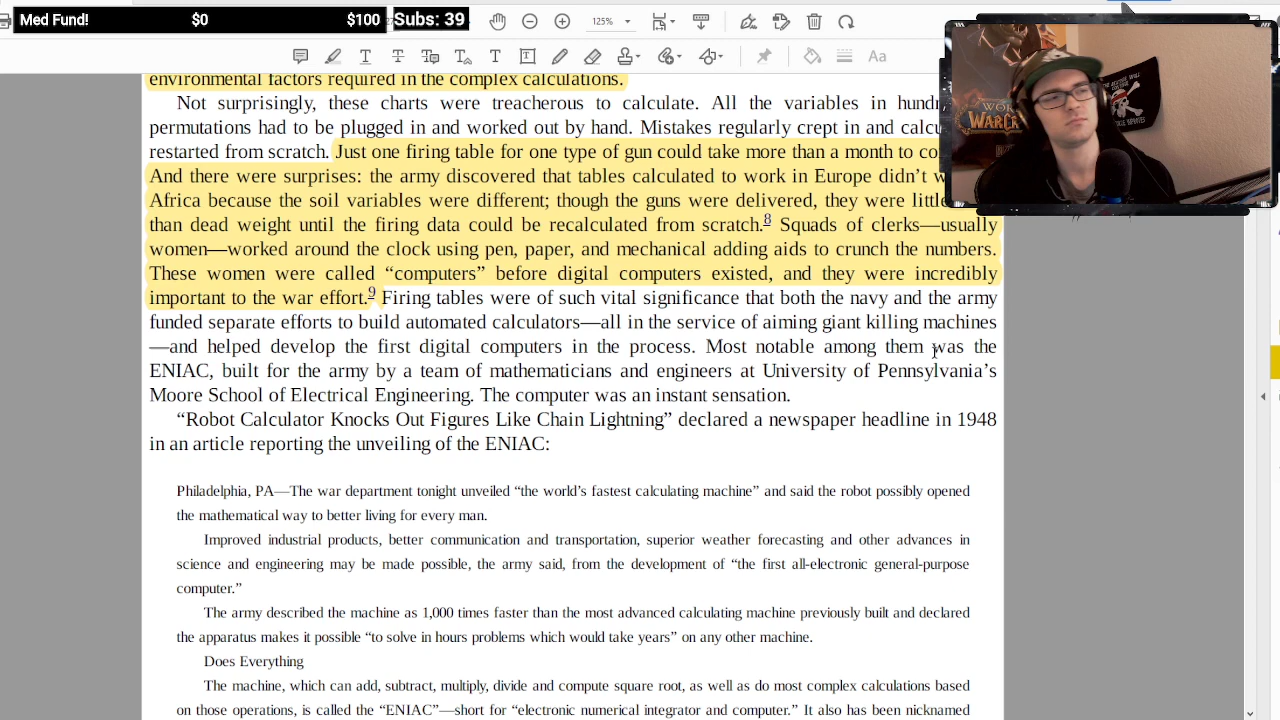 Med Fund! $0 $100 Subs: 39
125%
Aa
environmental factors required in the complex calculations.
Not surprisingly, these charts were treacherous to calculate. All the variables in
permutations had to be plugged in and worked out by hand. Mistakes regularly crept in and
restarted from scratch. Just one firing table for one type of gun could take more than a month to
And there were surprises: the army discovered that tables calculated to work in Europe didn’t
Africa because the soil variables were different; though the guns were delivered, they were little
than dead weight until the firing data could be recalculated from scratch.8 Squads of clerks—usually
women—worked around the clock using pen, paper, and mechanical adding aids to crunch the numbers.
These women were called “computers” before digital computers existed, and they were incredibly
important to the war effort.9 Firing tables were of such vital significance that both the navy and the army
funded separate efforts to build automated calculators—all in the service of aiming giant killing machines
—and helped develop the first digital computers in the process. Most notable among them was the
ENIAC, built for the army by a team of mathematicians and engineers at University of Pennsylvania’s
Moore School of Electrical Engineering. The computer was an instant sensation.
“Robot Calculator Knocks Out Figures Like Chain Lightning” declared a newspaper headline in 1948
in an article reporting the unveiling of the ENIAC:
Philadelphia, PA—The war department tonight unveiled “the world’s fastest calculating machine” and said the robot possibly opened
the mathematical way to better living for every man.
Improved industrial products, better communication and transportation, superior weather forecasting and other advances in
science and engineering may be made possible, the army said, from the development of “the first all-electronic general-purpose
computer.”
The army described the machine as 1,000 times faster than the most advanced calculating machine previously built and declared
the apparatus makes it possible “to solve in hours problems which would take years” on any other machine.
Does Everything
The machine, which can add, subtract, multiply, divide and compute square root, as well as do most complex calculations based
on those operations, is called the “ENIAC”—short for “electronic numerical integrator and computer.” It also has been nicknamed